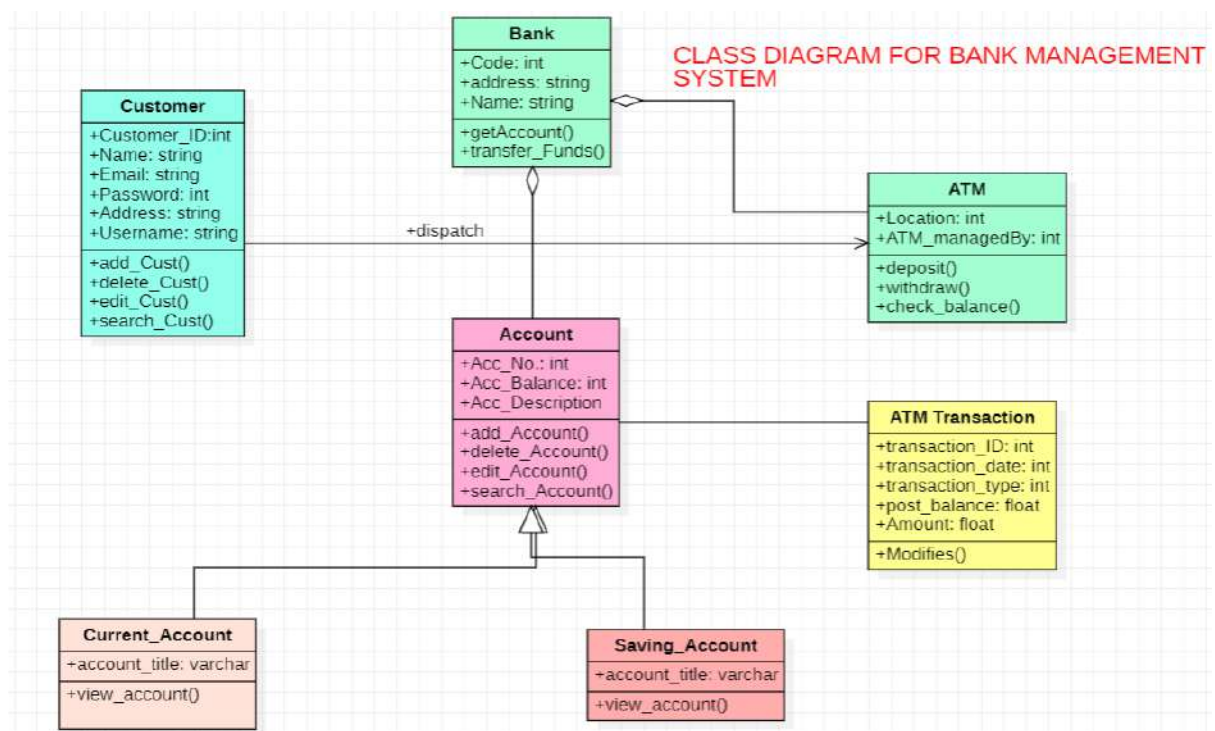 Bank
+Code: int
+address: string
+Name: string
+getAccount()
+transfer_Funds()
CLASS DIAGRAM FOR BANK MANAGEMENT
SYSTEM
Customer
+Customer_ID:int
+Name: string
+Email: string
+Password: int
+Address: string
+Username: string
+add_Cust()
+delete_Cust()
+edit_Cust()
+search_Cust()
+dispatch
ATM
+Location: int
+ATM_managedBy: int
+deposit()
+withdraw()
+check_balance()
Account
+Acc_No.: int
+Acc_Balance: int
+Acc_Description
+add_Account()
+delete_Account()
+edit_Account()
+search_Account()
ATM Transaction
+transaction_ID: int
+transaction_date: int
+transaction_type: int
+post_balance: float
+Amount: float
+Modifies()
Current_Account
+account_title: varchar
+view_account()
Saving_Account
+account_title: varchar
+view_account()